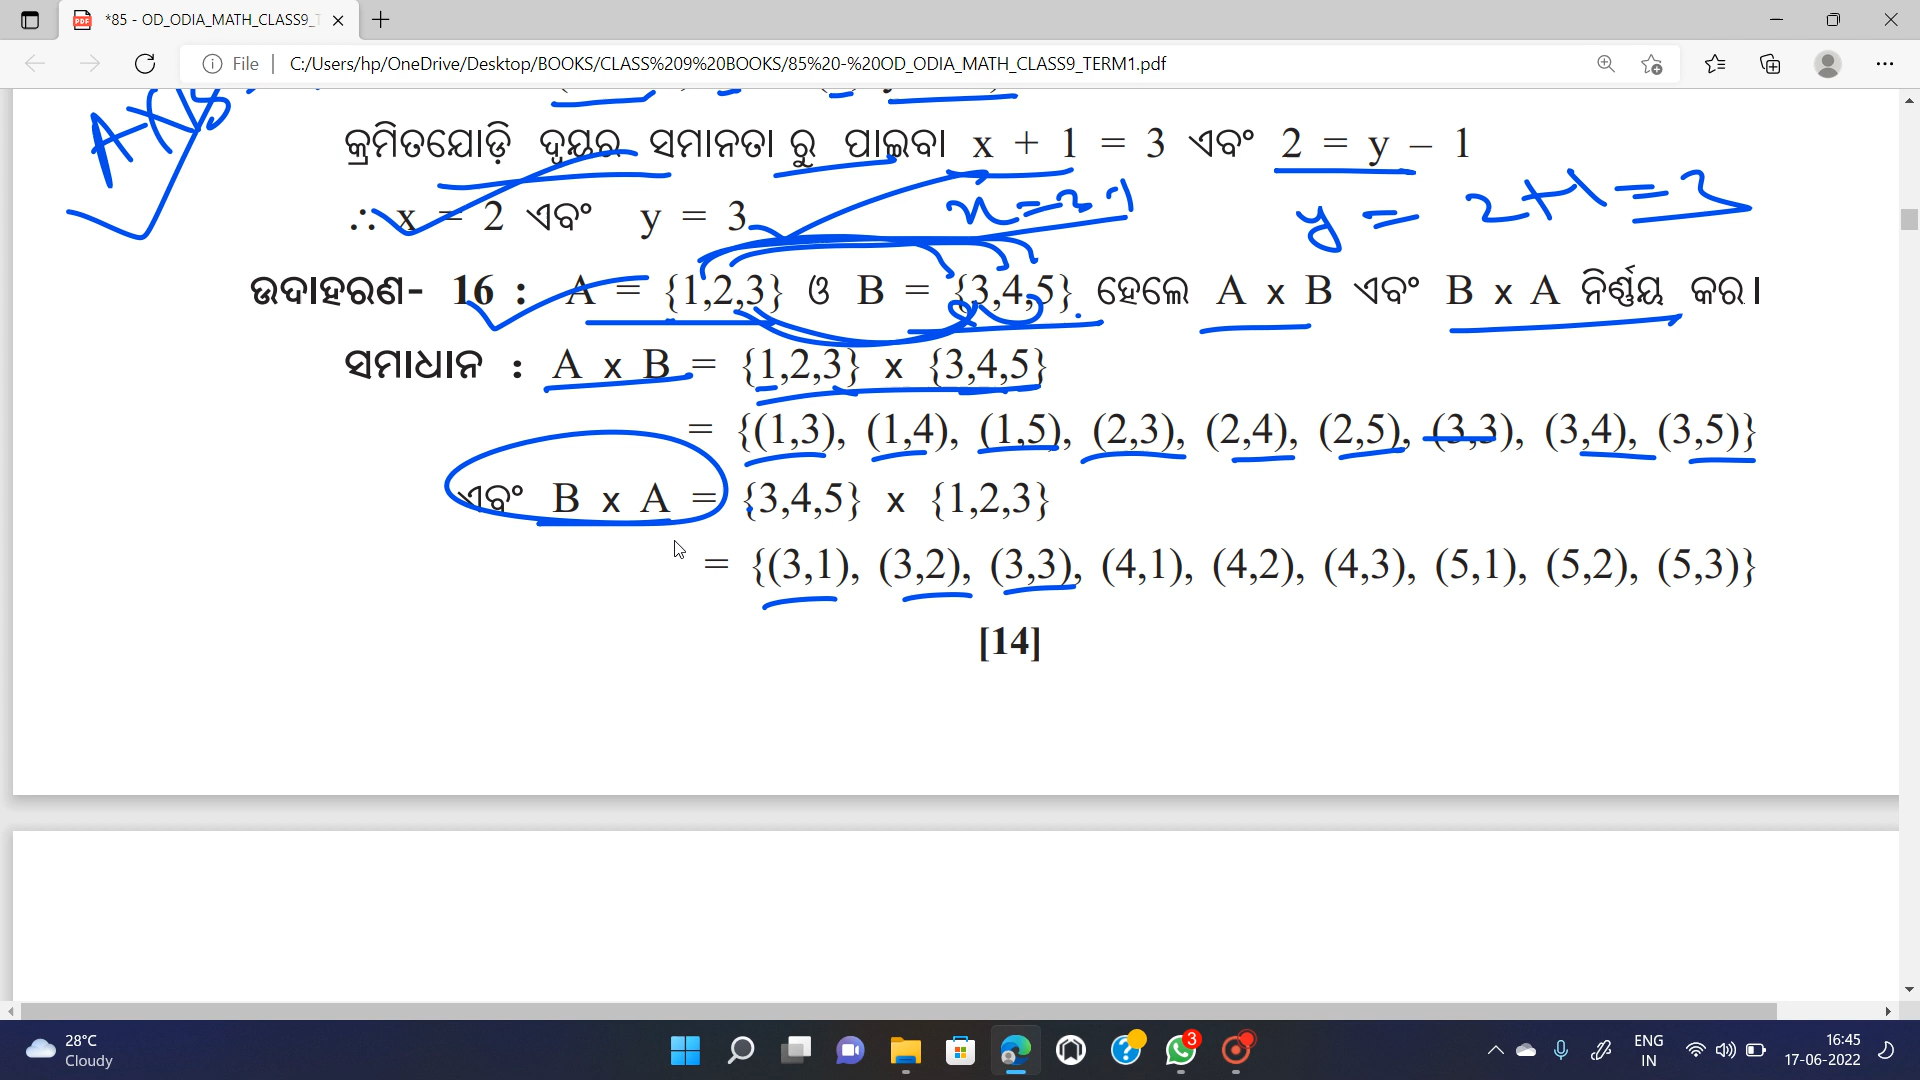 *85 - OD_ODIA_MATH_CLASS9_T
File
C:/Users/hp/OneDrive/Desktop/BOOKS/CLASS%209%20BOOKS/85%20-%20OD_ODIA_MATH_CLASS9_TERM1.pdf
କ୍ରମିତଯୋଡ଼ି ଦ୍ୱୟର ସମାନତା ରୁ ପାଇବା x + 1 = 3 ଏବଂ 2 = y – 1
∴ x = 2 ଏବଂ y = 3
y = 2+1=3
ଉଦାହରଣ- 16 : A = {1,2,3} ଓ B = {3,4,5} ହେଲେ A x B ଏବଂ B x A ନିର୍ଣ୍ଣୟ କର।
ସମାଧାନ : A x B = {1,2,3} x {3,4,5}
= {(1,3), (1,4), (1,5), (2,3), (2,4), (2,5), (3,3), (3,4), (3,5)}
ଏବଂ B x A = {3,4,5} x {1,2,3}
= {(3,1), (3,2), (3,3), (4,1), (4,2), (4,3), (5,1), (5,2), (5,3)}
[14]
28°C
Cloudy
3
ENG
IN
16:45
17-06-2022